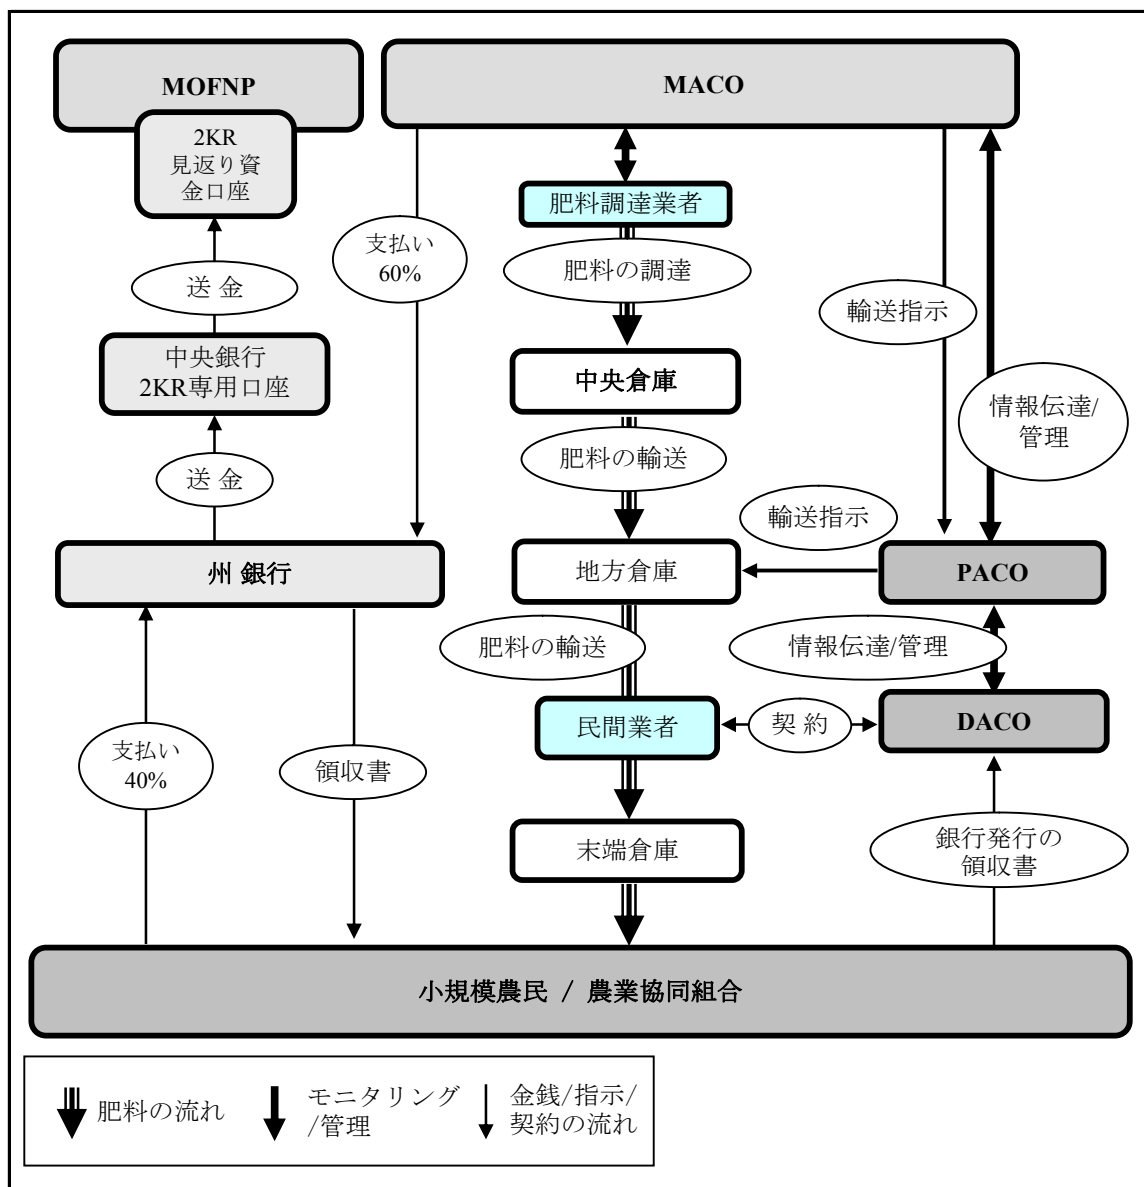 MOFNP
MACO
2KR
見返り資
金口座
肥料調達業者
支払い
60%
肥料の調達
送 金
輸送指示
中央銀行
2KR専用口座
中央倉庫
情報伝達/
管理
肥料の輸送
送 金
輸送指示
州 銀行
地方倉庫
PACO
肥料の輸送
情報伝達/管理
民間業者
契 約
DACO
支払い
40%
領収書
末端倉庫
銀行発行の
領収書
小規模農民 / 農業協同組合
肥料の流れ
モニタリング
/管理
金銭/指示/
契約の流れ